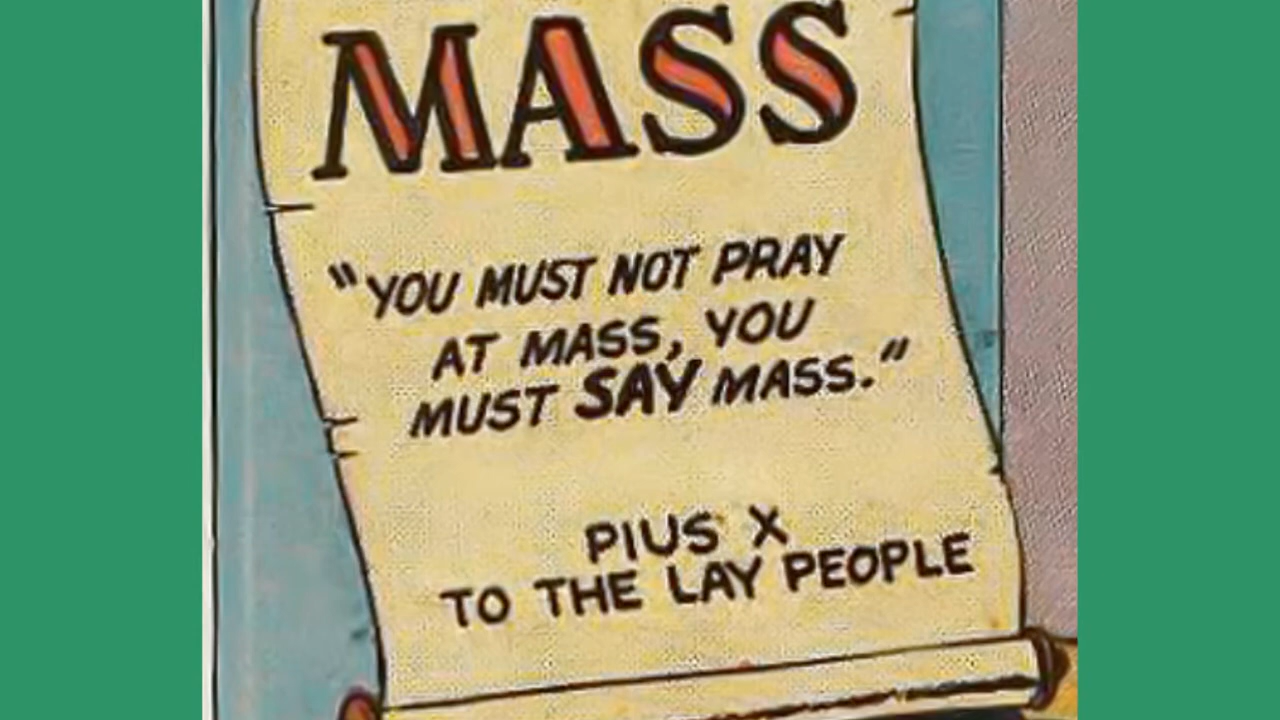 MASS
"YOU MUST NOT PRAY
AT MASS, YOU
MUST SAY MASS."
PIUS X
TO THE LAY PEOPLE